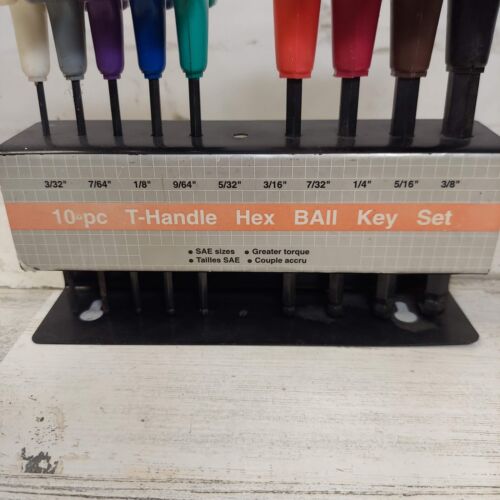 3/32" 7/64" 1/8" 9/64" 5/32" 3/16" 7/32" 1/4" 5/16" 3/8"
10-pc T-Handle Hex BAll Key Set
• SAE sizes • Greater torque
• Tailles SAE • Couple accru